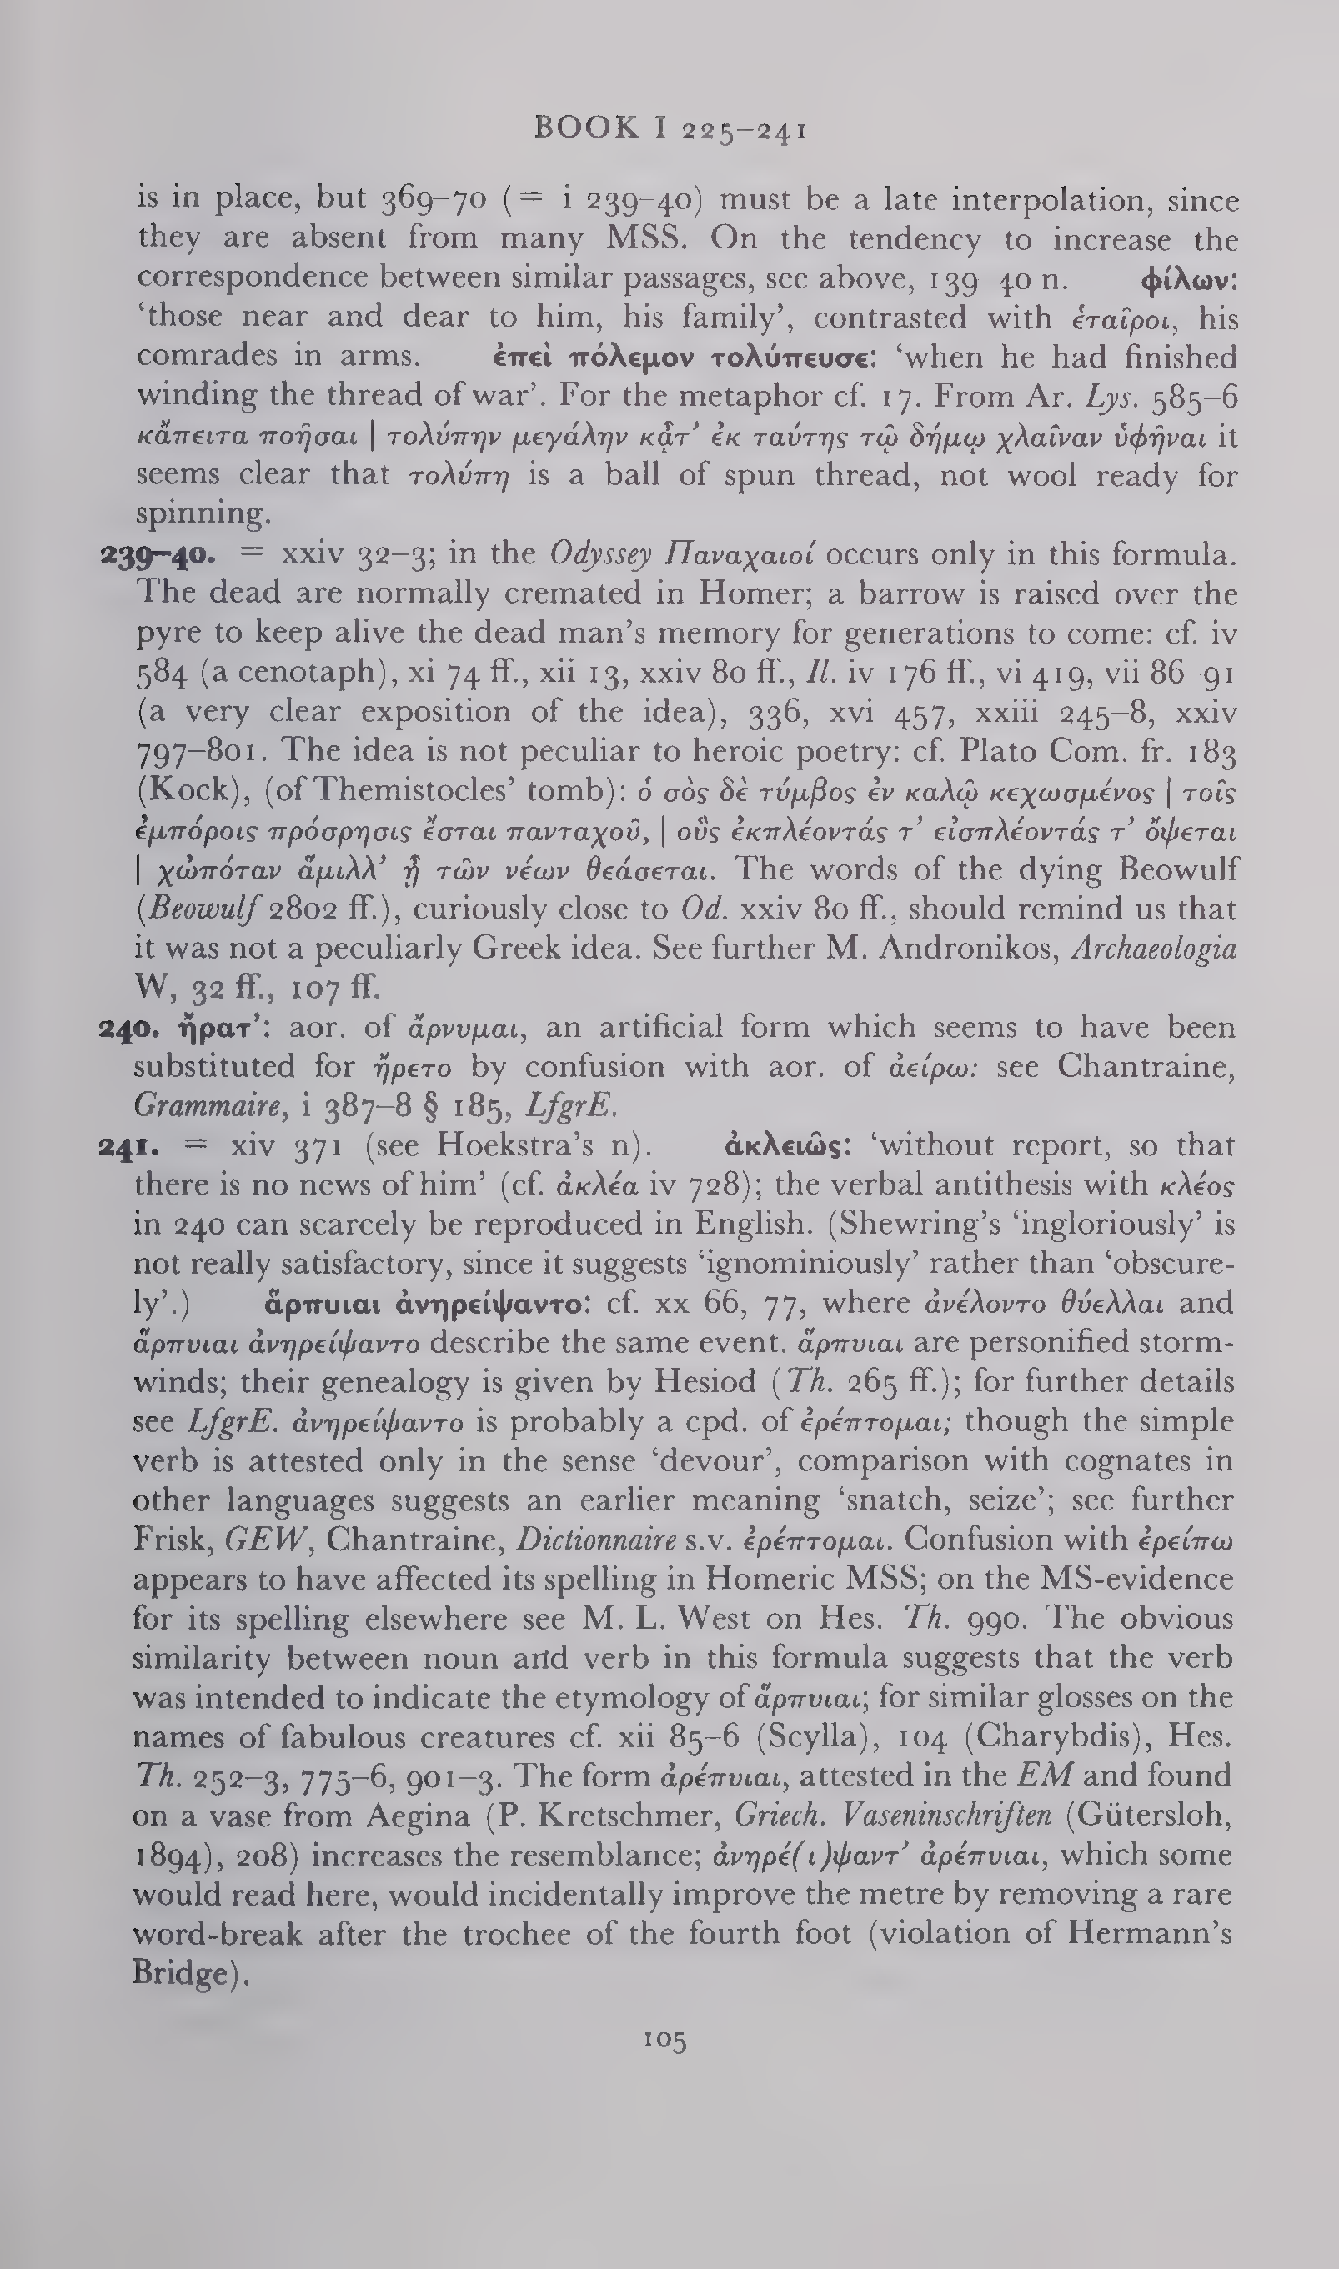 BOOK I 225–241
is in place, but 369–70 (= i 239–40) must be a late interpolation, since
they are absent from many MSS. On the tendency to increase the
correspondence between similar passages, see above, 139 40 n. φίλων:
‘those near and dear to him, his family’, contrasted with ἑταῖροι, his
comrades in arms. ἐπεὶ πόλεμον τολύπευσε: ‘when he had finished
winding the thread of war’. For the metaphor cf. 17. From Ar. Lys. 585–6
κἄπειτα ποῆσαι | τολύπην μεγάλην κᾆτ’ ἐκ ταύτης τῷ δήμῳ χλαῖναν ὑφῆναι it
seems clear that τολύπη is a ball of spun thread, not wool ready for
spinning.
239–40. = xxiv 32–3; in the Odyssey Παναχαιοί occurs only in this formula.
The dead are normally cremated in Homer; a barrow is raised over the
pyre to keep alive the dead man’s memory for generations to come: cf. iv
584 (a cenotaph), xi 74 ff., xii 13, xxiv 80 ff., Il. iv 176 ff., vi 419, vii 86 91
(a very clear exposition of the idea), 336, xvi 457, xxiii 245–8, xxiv
797–801. The idea is not peculiar to heroic poetry: cf. Plato Com. fr. 183
(Kock), (of Themistocles’ tomb): ὁ σὸς δὲ τύμβος ἐν καλῷ κεχωσμένος | τοῖς
ἐμπόροις πρόσρησις ἔσται πανταχοῦ, | οὓς ἐκπλέοντάς τ’ εἰσπλέοντάς τ’ ὄψεται
| χὠπόταν ἅμιλλ’ ᾖ τῶν νέων θεάσεται. The words of the dying Beowulf
(Beowulf 2802 ff.), curiously close to Od. xxiv 80 ff., should remind us that
it was not a peculiarly Greek idea. See further M. Andronikos, Archaeologia
W, 32 ff., 107 ff.
240. ἤρατ’: aor. of ἄρνυμαι, an artificial form which seems to have been
substituted for ἤρετο by confusion with aor. of ἀείρω: see Chantraine,
Grammaire, i 387–8 § 185, LfgrE.
241. = xiv 371 (see Hoekstra’s n). ἀκλειῶς: ‘without report, so that
there is no news of him’ (cf. ἀκλέα iv 728); the verbal antithesis with κλέος
in 240 can scarcely be reproduced in English. (Shewring’s ‘ingloriously’ is
not really satisfactory, since it suggests ‘ignominiously’ rather than ‘obscure-
ly’.) ἅρπυιαι ἀνηρείψαντο: cf. xx 66, 77, where ἀνέλοντο θύελλαι and
ἅρπυιαι ἀνηρείψαντο describe the same event. ἅρπυιαι are personified storm-
winds; their genealogy is given by Hesiod (Th. 265 ff.); for further details
see LfgrE. ἀνηρείψαντο is probably a cpd. of ἐρέπτομαι; though the simple
verb is attested only in the sense ‘devour’, comparison with cognates in
other languages suggests an earlier meaning ‘snatch, seize’; see further
Frisk, GEW, Chantraine, Dictionnaire s.v. ἐρέπτομαι. Confusion with ἐρείπω
appears to have affected its spelling in Homeric MSS; on the MS-evidence
for its spelling elsewhere see M. L. West on Hes. Th. 990. The obvious
similarity between noun and verb in this formula suggests that the verb
was intended to indicate the etymology of ἅρπυιαι; for similar glosses on the
names of fabulous creatures cf. xii 85–6 (Scylla), 104 (Charybdis), Hes.
Th. 252–3, 775–6, 901–3. The form ἀρέπυιαι, attested in the EM and found
on a vase from Aegina (P. Kretschmer, Griech. Vaseninschriften (Gütersloh,
1894), 208) increases the resemblance; ἀνηρέ(ι)ψαντ’ ἀρέπυιαι, which some
would read here, would incidentally improve the metre by removing a rare
word-break after the trochee of the fourth foot (violation of Hermann’s
Bridge).
105